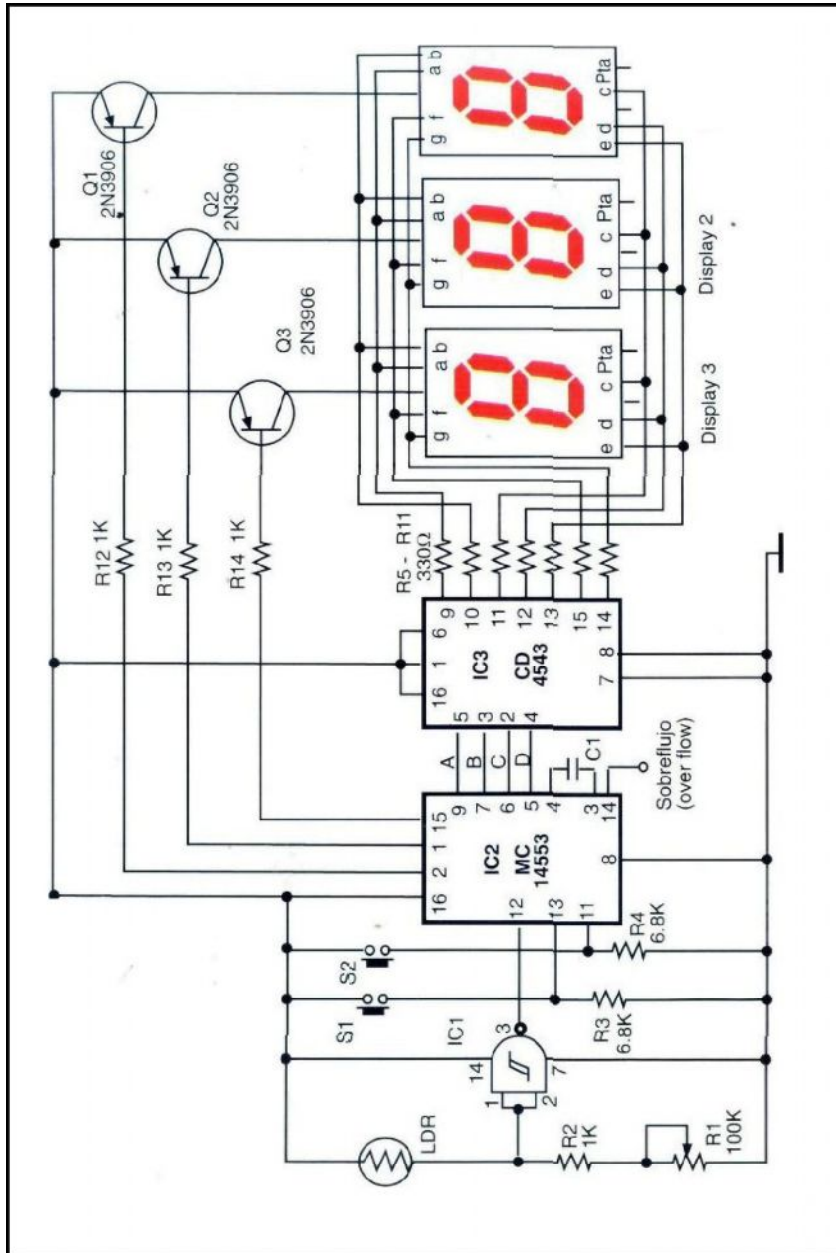 Q1
2N3906
Q2
2N3906
Q3
2N3906
R12 1K
R13 1K
R14 1K
S1
S2
LDR
IC1
14
1
2
3
7
R2
1K
R1
100K
R3
6.8K
R4
6.8K
16 2 1 15
12
13
11
IC2
MC
14553
9
7
6
5
4
3
14
8
A
B
C
D
C1
Sobreflujo
(over flow)
16 1 6
5
3
2
4
IC3
CD
4543
9
10
11
12
13
15
14
7 8
R5 - R11
330Ω
g f a b
e d c Pta
Display 3
g f a b
e d c Pta
Display 2
g f a b
e d c Pta